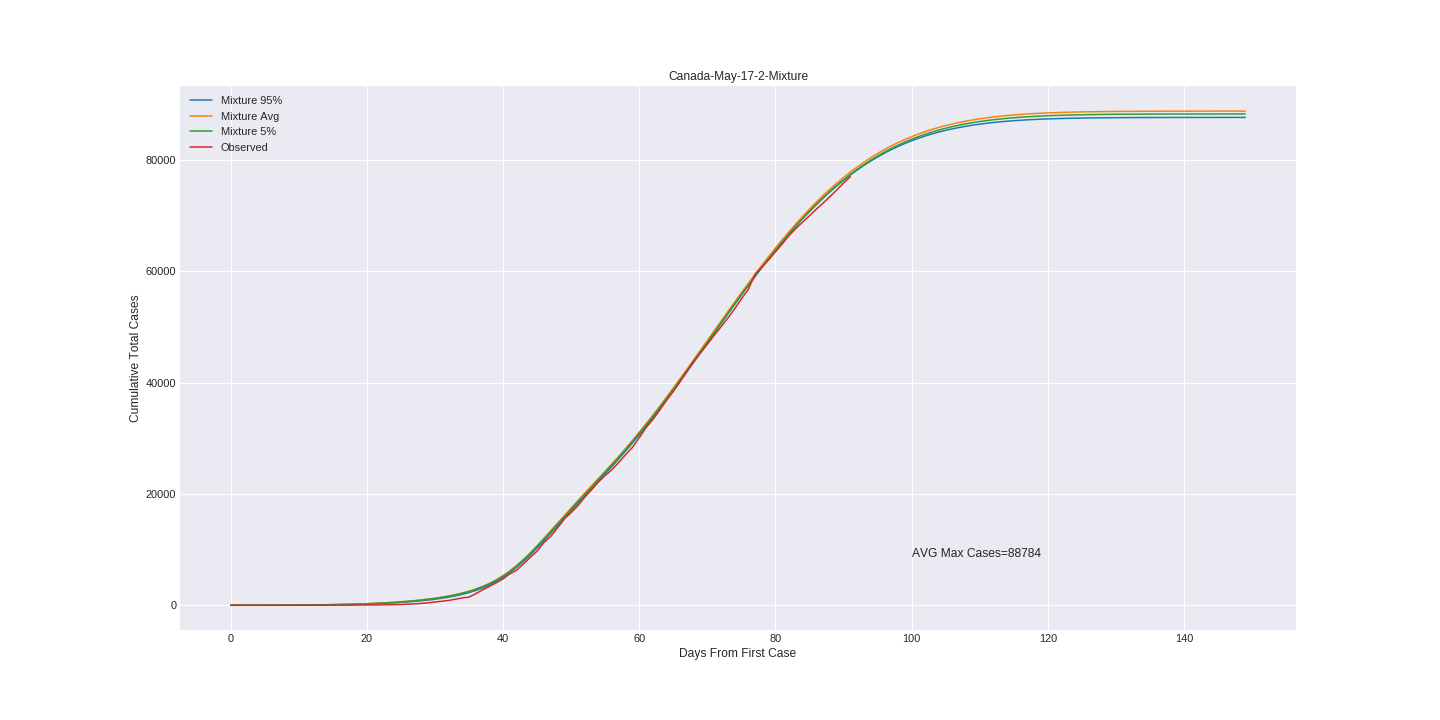 Canada-May-17-2-Mixture
Mixture 95%
Mixture Avg
Mixture 5%
Observed
80000
60000
40000
20000
0
Cumulative Total Cases
AVG Max Cases=88784
0 20 40 60 80 100 120 140
Days From First Case